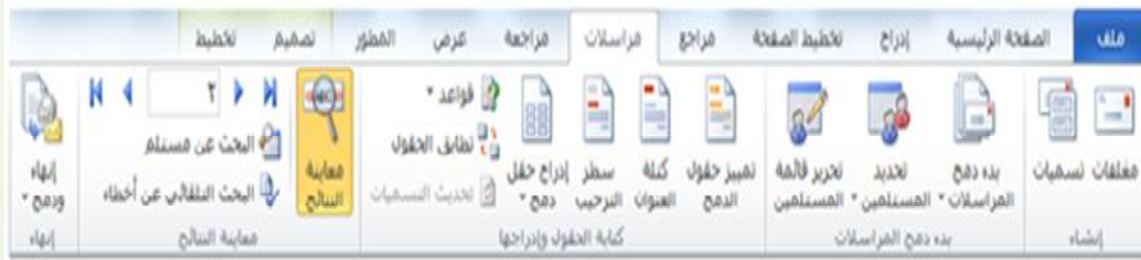 ملف الصفحة الرئيسية إدراج تخطيط الصفحة مراجع مراسلات مراجعة عرض المطور تصميم تخطيط
مغلفات تسميات
بدء دمج المراسلات
تحديد المستلمين
تحرير قائمة المستلمين
تمييز حقول الدمج
كتلة العنوان
سطر الترحيب
إدراج حقل دمج
قواعد
تطابق الحقول
تحديث التسميات
معاينة النتائج
٢
البحث عن مستلم
البحث التلقائي عن أخطاء
إنهاء ودمج
إنشاء بدء دمج المراسلات كتابة الحقول وإدراجها معاينة النتائج إنهاء